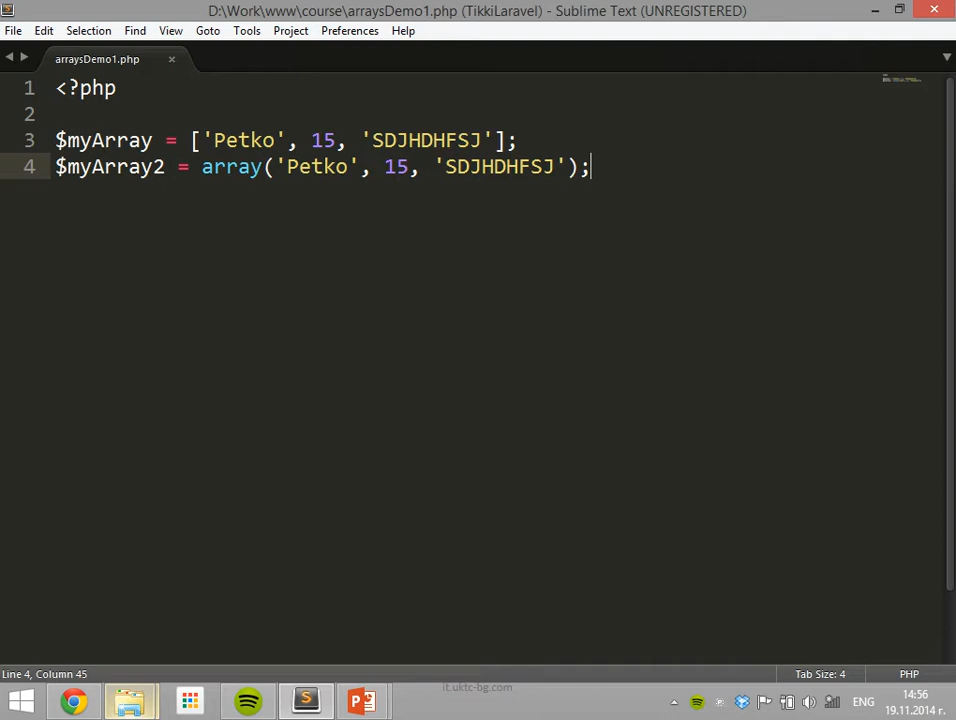 D:\Work\www\course\arraysDemo1.php (TikkiLaravel) - Sublime Text (UNREGISTERED)
File Edit Selection Find View Goto Tools Project Preferences Help
arraysDemo1.php
1 <?php
2
3 $myArray = ['Petko', 15, 'SDJHDHFSJ'];
4 $myArray2 = array('Petko', 15, 'SDJHDHFSJ');
Line 4, Column 45 Tab Size: 4 PHP
it.uktc-bg.com
ENG 14:56
19.11.2014 г.